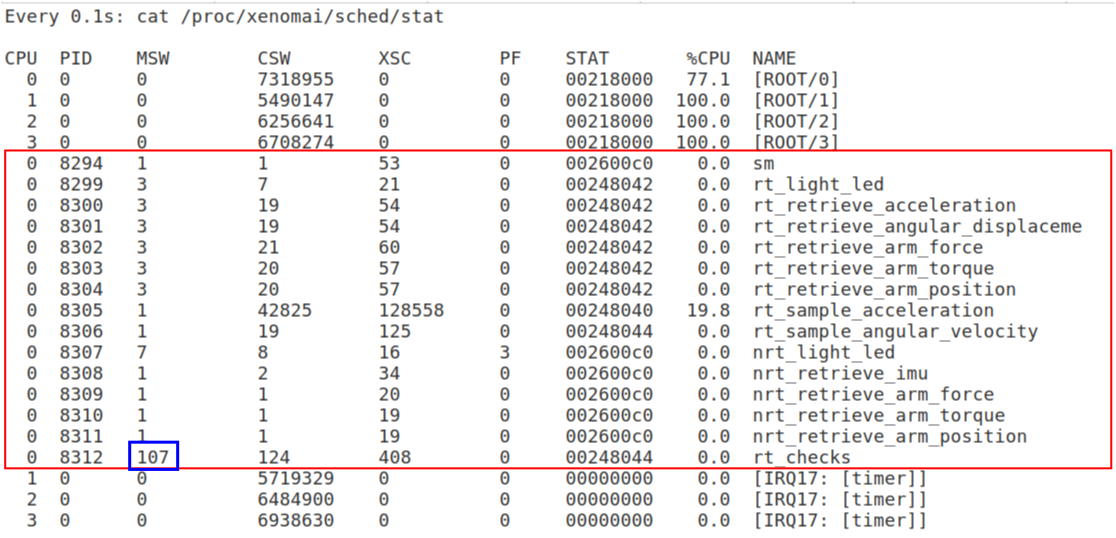 Every 0.1s: cat /proc/xenomai/sched/stat
CPU PID MSW CSW XSC PF STAT %CPU NAME
0 0 0 7318955 0 0 00218000 77.1 [ROOT/0]
1 0 0 5490147 0 0 00218000 100.0 [ROOT/1]
2 0 0 6256641 0 0 00218000 100.0 [ROOT/2]
3 0 0 6708274 0 0 00218000 100.0 [ROOT/3]
0 8294 1 1 53 0 002600c0 0.0 sm
0 8299 3 7 21 0 00248042 0.0 rt_light_led
0 8300 3 19 54 0 00248042 0.0 rt_retrieve_acceleration
0 8301 3 19 54 0 00248042 0.0 rt_retrieve_angular_displaceme
0 8302 3 21 60 0 00248042 0.0 rt_retrieve_arm_force
0 8303 3 20 57 0 00248042 0.0 rt_retrieve_arm_torque
0 8304 3 20 57 0 00248042 0.0 rt_retrieve_arm_position
0 8305 1 42825 128558 0 00248040 19.8 rt_sample_acceleration
0 8306 1 19 125 0 00248044 0.0 rt_sample_angular_velocity
0 8307 7 8 16 3 002600c0 0.0 nrt_light_led
0 8308 1 2 34 0 002600c0 0.0 nrt_retrieve_imu
0 8309 1 1 20 0 002600c0 0.0 nrt_retrieve_arm_force
0 8310 1 1 19 0 002600c0 0.0 nrt_retrieve_arm_torque
0 8311 1 1 19 0 002600c0 0.0 nrt_retrieve_arm_position
0 8312 107 124 408 0 00248044 0.0 rt_checks
1 0 0 5719329 0 0 00000000 0.0 [IRQ17: [timer]]
2 0 0 6484900 0 0 00000000 0.0 [IRQ17: [timer]]
3 0 0 6938630 0 0 00000000 0.0 [IRQ17: [timer]]